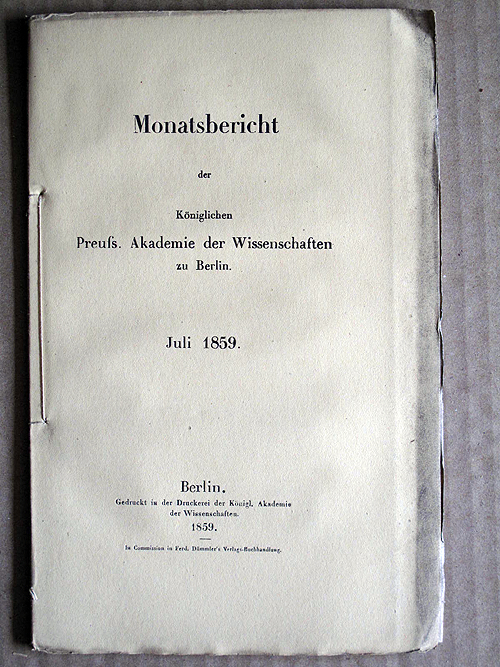 Monatsbericht
der
Königlichen
Preuſs. Akademie der Wissenschaften
zu Berlin.
Juli 1859.
Berlin.
Gedruckt in der Druckerei der Königl. Akademie
der Wissenschaften.
1859.
In Commission in Ferd. Dümmler's Verlags-Buchhandlung.